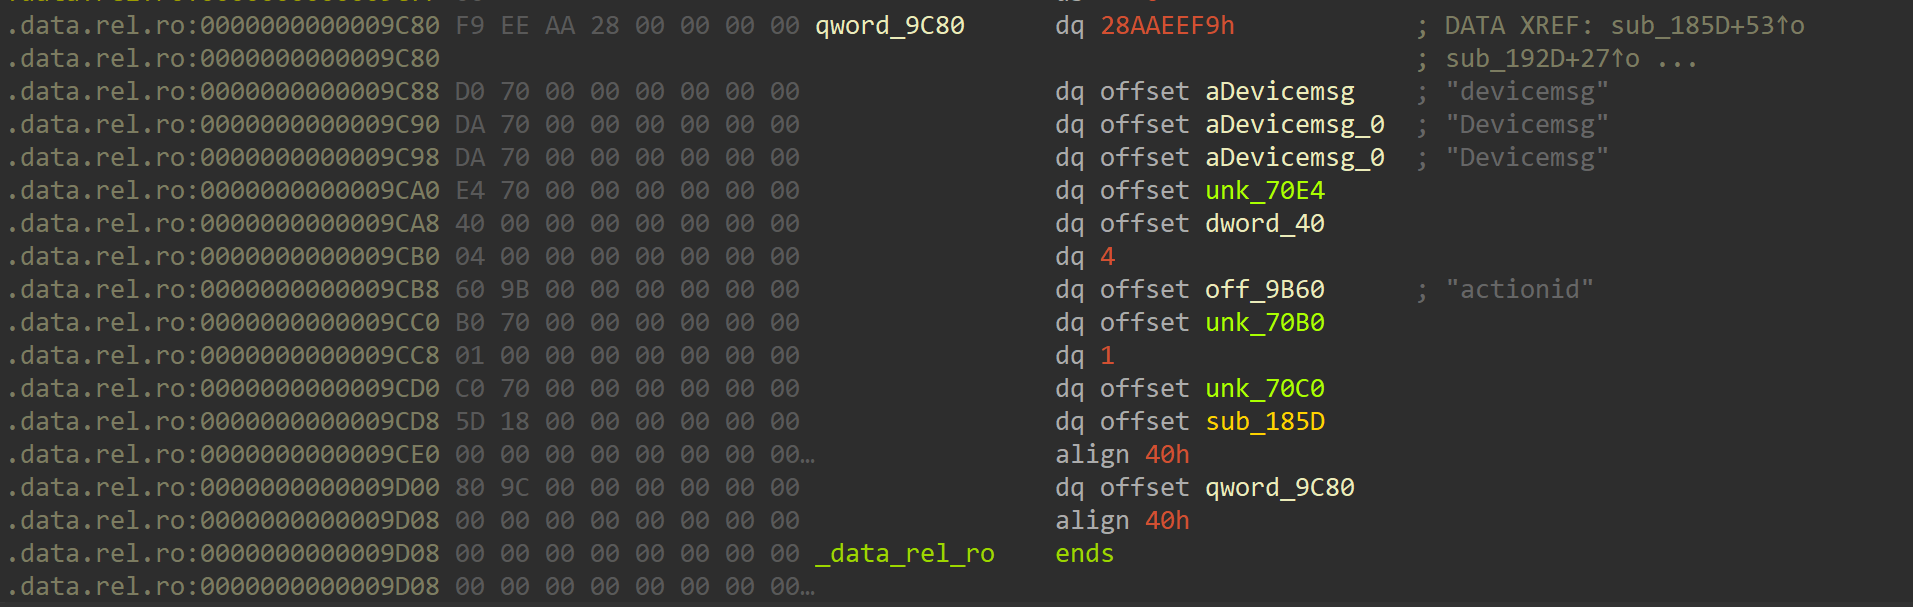 .data.rel.ro:0000000000009C80 F9 EE AA 28 00 00 00 00 qword_9C80 dq 28AAEEF9h ; DATA XREF: sub_185D+53↑o
.data.rel.ro:0000000000009C80 ; sub_192D+27↑o ...
.data.rel.ro:0000000000009C88 D0 70 00 00 00 00 00 00 dq offset aDevicemsg ; "devicemsg"
.data.rel.ro:0000000000009C90 DA 70 00 00 00 00 00 00 dq offset aDevicemsg_0 ; "Devicemsg"
.data.rel.ro:0000000000009C98 DA 70 00 00 00 00 00 00 dq offset aDevicemsg_0 ; "Devicemsg"
.data.rel.ro:0000000000009CA0 E4 70 00 00 00 00 00 00 dq offset unk_70E4
.data.rel.ro:0000000000009CA8 40 00 00 00 00 00 00 00 dq offset dword_40
.data.rel.ro:0000000000009CB0 04 00 00 00 00 00 00 00 dq 4
.data.rel.ro:0000000000009CB8 60 9B 00 00 00 00 00 00 dq offset off_9B60 ; "actionid"
.data.rel.ro:0000000000009CC0 B0 70 00 00 00 00 00 00 dq offset unk_70B0
.data.rel.ro:0000000000009CC8 01 00 00 00 00 00 00 00 dq 1
.data.rel.ro:0000000000009CD0 C0 70 00 00 00 00 00 00 dq offset unk_70C0
.data.rel.ro:0000000000009CD8 5D 18 00 00 00 00 00 00 dq offset sub_185D
.data.rel.ro:0000000000009CE0 00 00 00 00 00 00 00 00… align 40h
.data.rel.ro:0000000000009D00 80 9C 00 00 00 00 00 00 dq offset qword_9C80
.data.rel.ro:0000000000009D08 00 00 00 00 00 00 00 00 align 40h
.data.rel.ro:0000000000009D08 00 00 00 00 00 00 00 00 _data_rel_ro ends
.data.rel.ro:0000000000009D08 00 00 00 00 00 00 00 00…